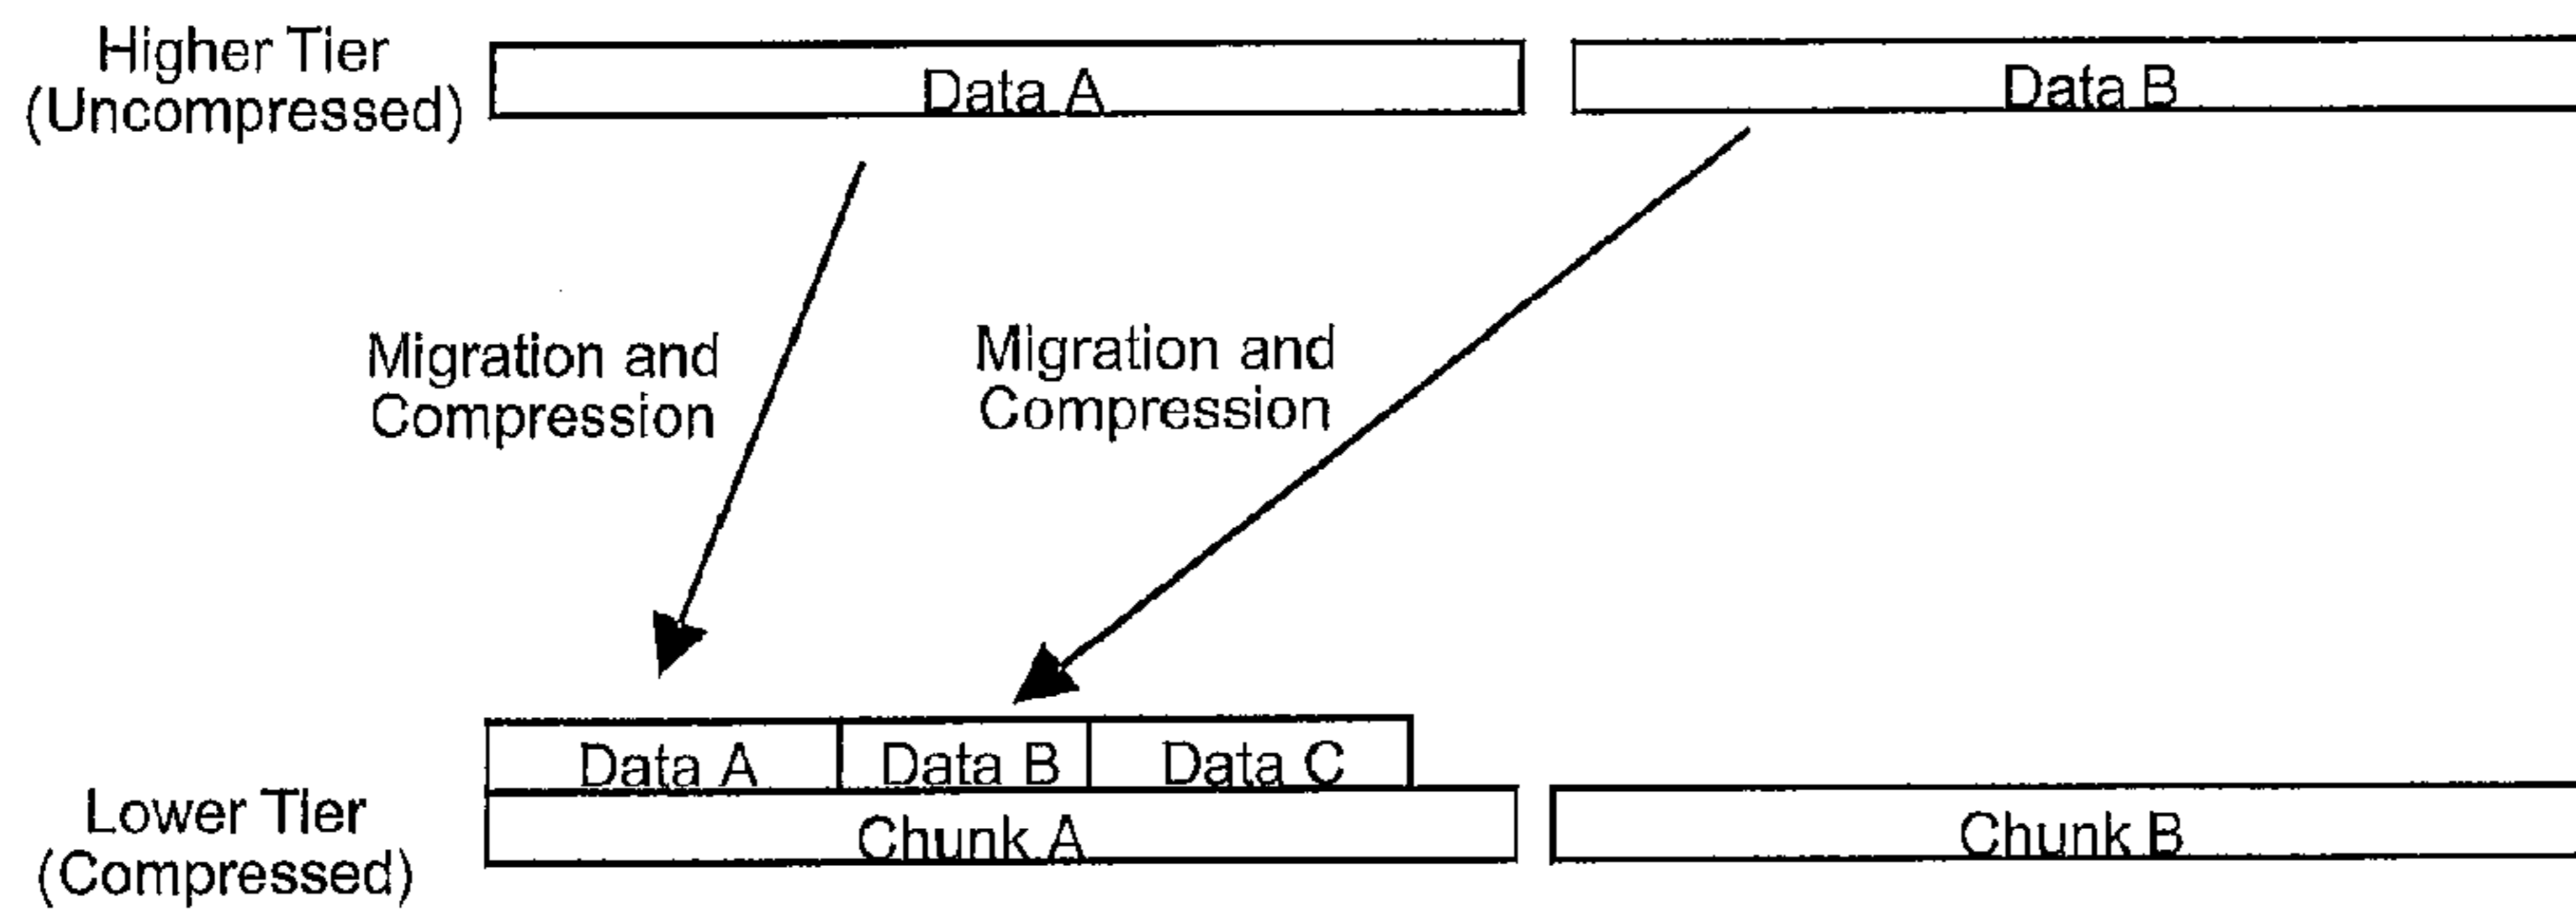 Higher Tier
(Uncompressed)
Data A
Data B
Migration and
Compression
Migration and
Compression
Data A
Data B
Data C
Lower Tier
(Compressed)
Chunk A
Chunk B